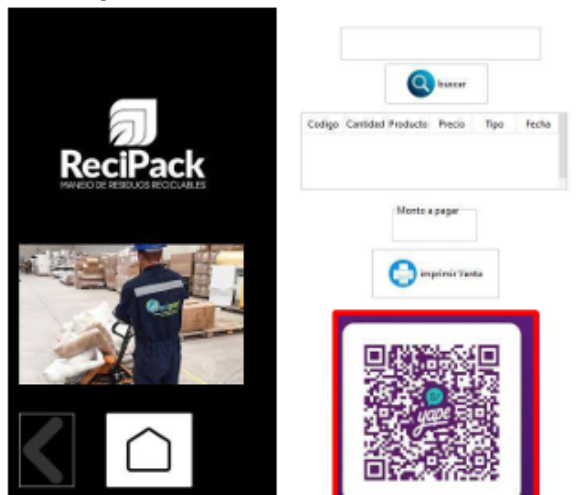 ReciPack
MANEJO DE RESIDUOS RECICLABLES
buscar
Codigo Cantidad Producto Precio Tipo Fecha
Monto a pagar
imprimir Venta
S/
yape